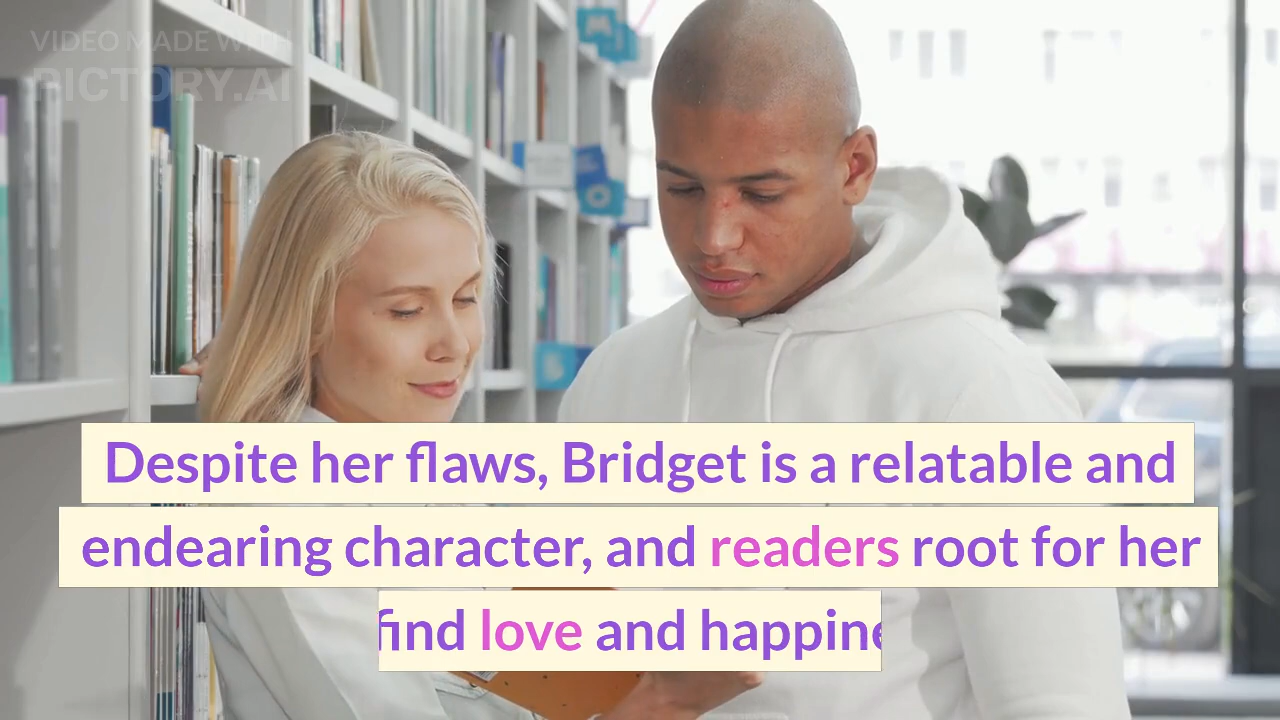 VIDEO MADE WITH
PICTORY.AI
Despite her flaws, Bridget is a relatable and
endearing character, and readers root for her
find love and happine